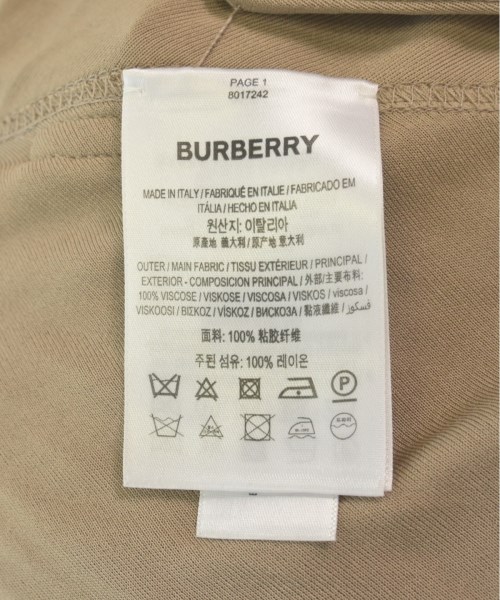 PAGE 1
8017242
BURBERRY
MADE IN ITALY / FABRIQUÉ EN ITALIE / FABRICADO EM
ITÁLIA / HECHO EN ITALIA
원산지: 이탈리아
原產地 義大利 / 原产地 意大利
OUTER / MAIN FABRIC / TISSU EXTÉRIEUR / PRINCIPAL /
EXTERIOR - COMPOSICIÓN PRINCIPAL / 外部/主要布料:
100% VISCOSE / VISKOSE / VISCOSA / VISKOS / viscosa /
VISKOOSI / ΒΙΣΚΟΖ / VİSKOZ / ВИСКОЗА / 黏液纖維 / فسكوز
面料: 100% 粘胶纤维
주된 섬유: 100% 레이온
P